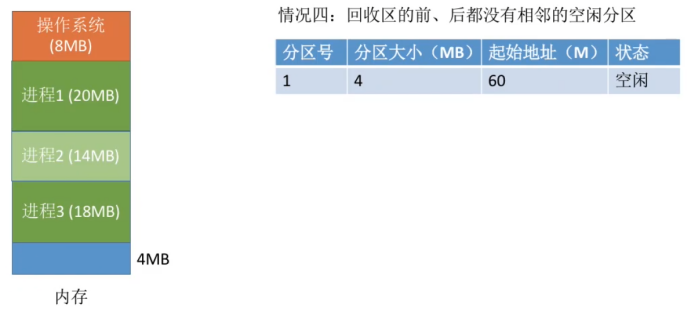 操作系统
(8MB)
进程1 (20MB)
进程2 (14MB)
进程3 (18MB)
4MB
内存
情况四：回收区的前、后都没有相邻的空闲分区
分区号 分区大小（MB） 起始地址（M） 状态
1 4 60 空闲